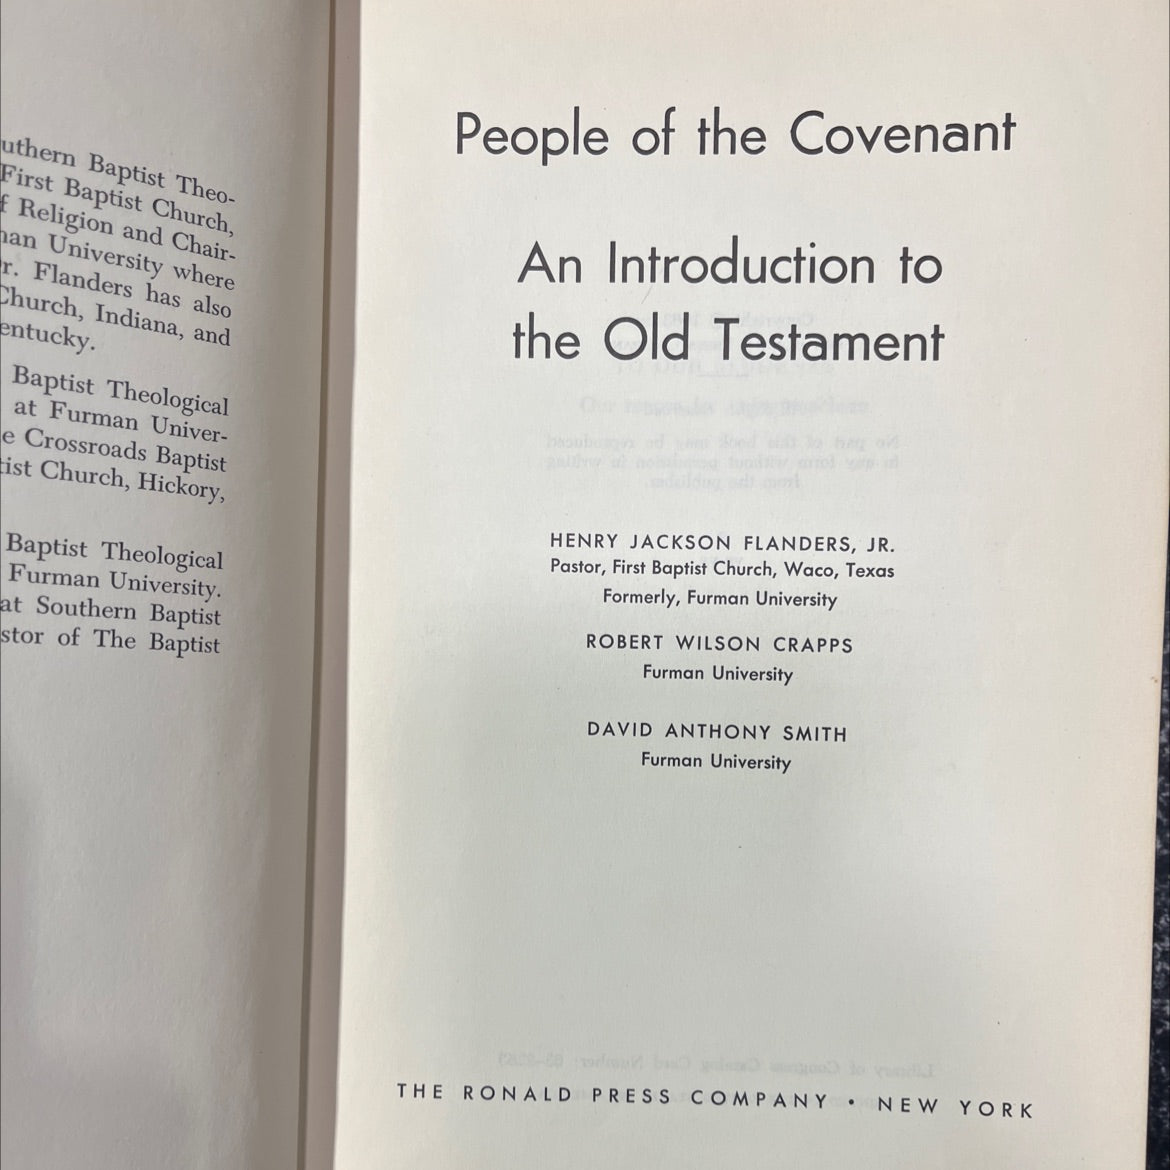 uthern Baptist Theo-
First Baptist Church,
f Religion and Chair-
nan University where
r. Flanders has also
Church, Indiana, and
entucky.
Baptist Theological
at Furman Univer-
e Crossroads Baptist
tist Church, Hickory,
Baptist Theological
Furman University.
at Southern Baptist
stor of The Baptist
People of the Covenant
An Introduction to
the Old Testament
HENRY JACKSON FLANDERS, JR.
Pastor, First Baptist Church, Waco, Texas
Formerly, Furman University
ROBERT WILSON CRAPPS
Furman University
DAVID ANTHONY SMITH
Furman University
THE RONALD PRESS COMPANY • NEW YORK